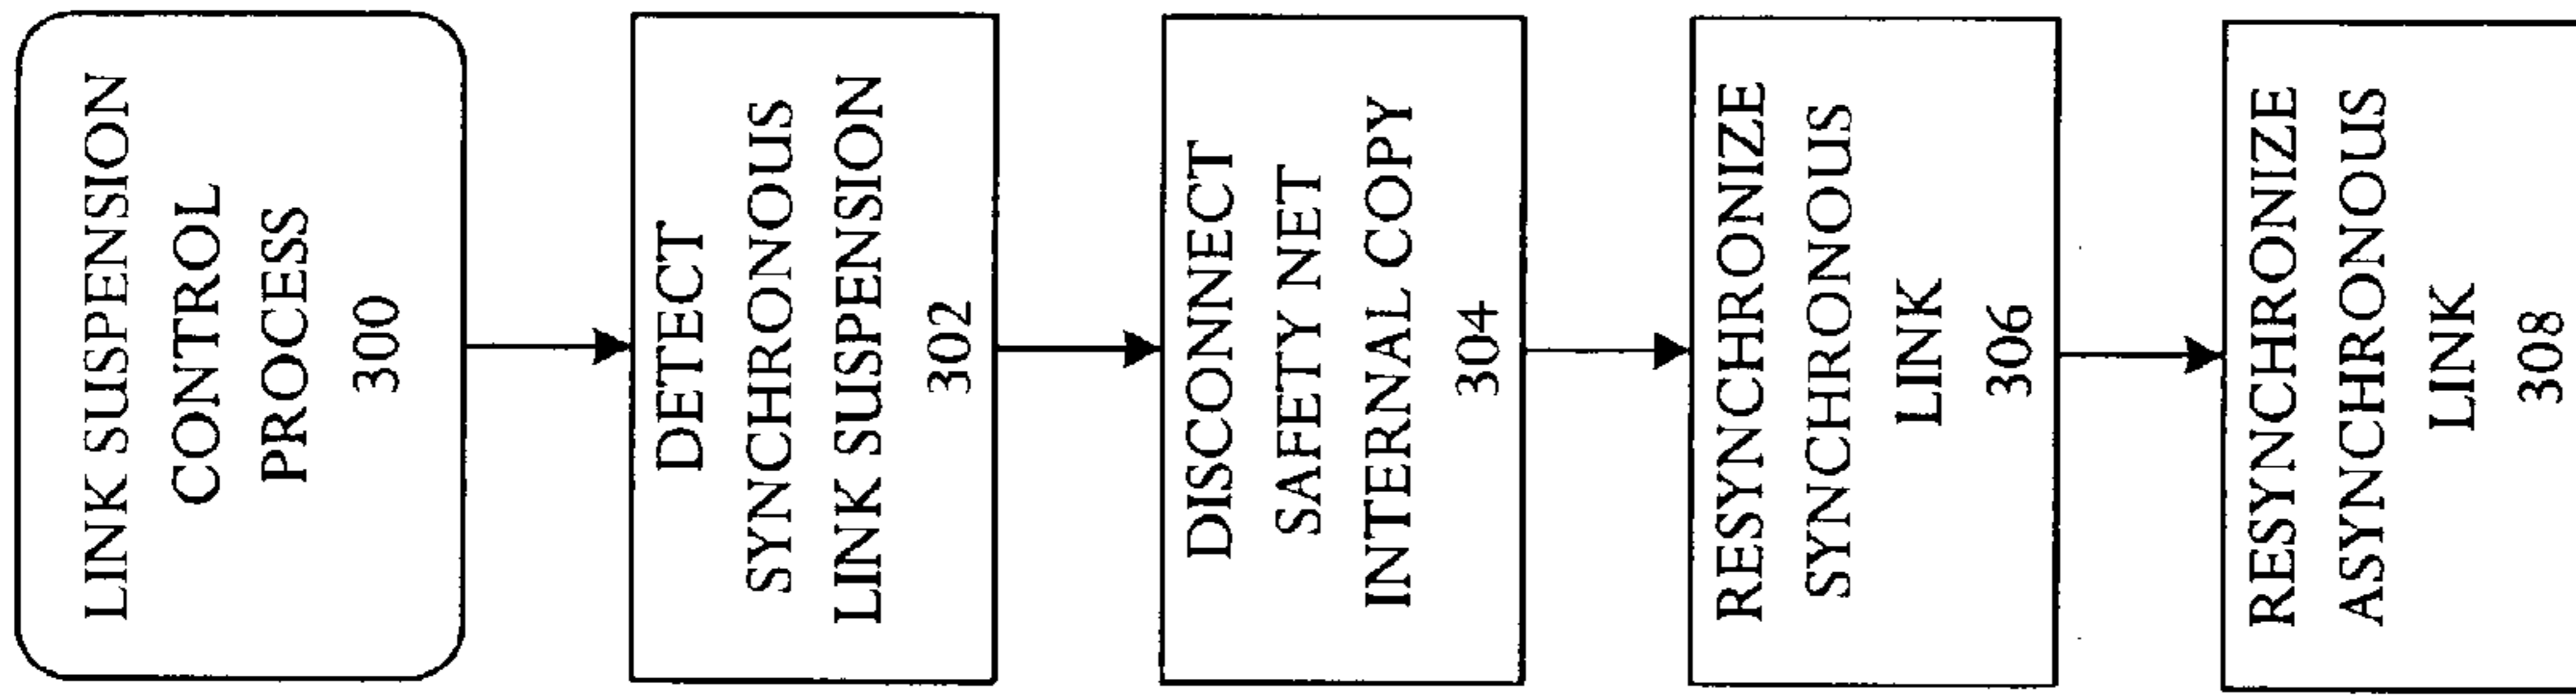 LINK SUSPENSION
CONTROL
PROCESS
300
DETECT
SYNCHRONOUS
LINK SUSPENSION
302
DISCONNECT
SAFETY NET
INTERNAL COPY
304
RESYNCHRONIZE
SYNCHRONOUS
LINK
306
RESYNCHRONIZE
ASYNCHRONOUS
LINK
308